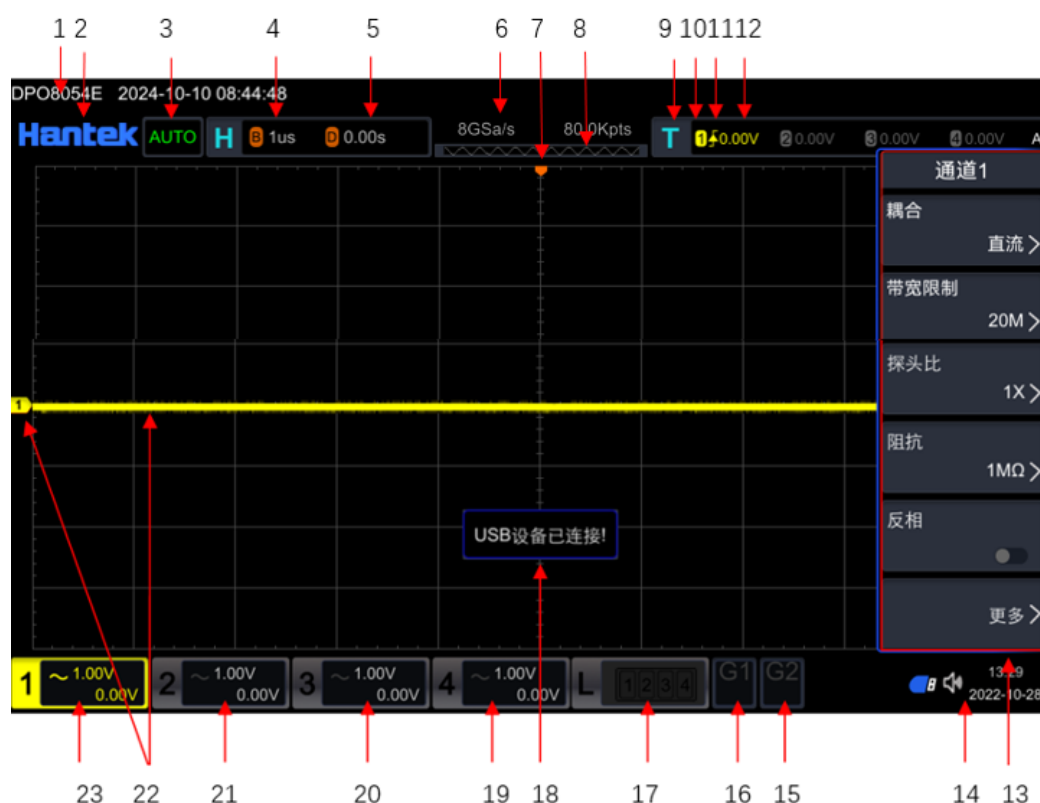 1 2 3 4 5 6 7 8 9 10 11 12
DPO8054E 2024-10-10 08:44:48
Hantek AUTO H B 1us D 0.00s 8GSa/s 80.0Kpts T 1 0.00V 2 0.00V 3 0.00V 4 0.00V A
通道1
耦合
直流
带宽限制
20M
探头比
1X
1
阻抗
1MΩ
反相
USB设备已连接!
更多
1 1.00V 2 1.00V 3 1.00V 4 1.00V L 1 2 3 4 G1 G2 13:29
0.00V 0.00V 0.00V 0.00V 2022-10-28
23 22 21 20 19 18 17 16 15 14 13